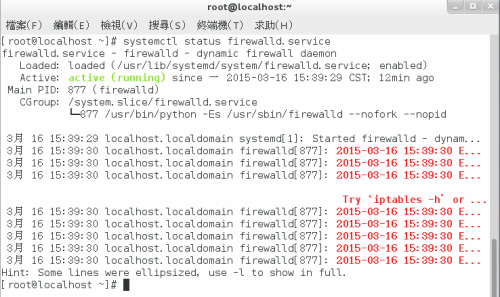 root@localhost:~
檔案(F) 編輯(E) 檢視(V) 搜尋(S) 終端機(T) 求助(H)
[root@localhost ~]# systemctl status firewalld.service
firewalld.service - firewalld - dynamic firewall daemon
Loaded: loaded (/usr/lib/systemd/system/firewalld.service; enabled)
Active: active (running) since 一 2015-03-16 15:39:29 CST; 12min ago
Main PID: 877 (firewalld)
CGroup: /system.slice/firewalld.service
└─877 /usr/bin/python -Es /usr/sbin/firewalld --nofork --nopid
3月 16 15:39:29 localhost.localdomain systemd[1]: Started firewalld - dynam...
3月 16 15:39:30 localhost.localdomain firewalld[877]: 2015-03-16 15:39:30 E...
3月 16 15:39:30 localhost.localdomain firewalld[877]: 2015-03-16 15:39:30 E...
3月 16 15:39:30 localhost.localdomain firewalld[877]: 2015-03-16 15:39:30 E...
Try `iptables -h' or ...
3月 16 15:39:30 localhost.localdomain firewalld[877]: 2015-03-16 15:39:30 E...
3月 16 15:39:30 localhost.localdomain firewalld[877]: 2015-03-16 15:39:30 E...
3月 16 15:39:30 localhost.localdomain firewalld[877]: 2015-03-16 15:39:30 E...
3月 16 15:39:30 localhost.localdomain firewalld[877]: 2015-03-16 15:39:30 E...
3月 16 15:39:30 localhost.localdomain firewalld[877]: 2015-03-16 15:39:30 E...
Hint: Some lines were ellipsized, use -l to show in full.
[root@localhost ~]#